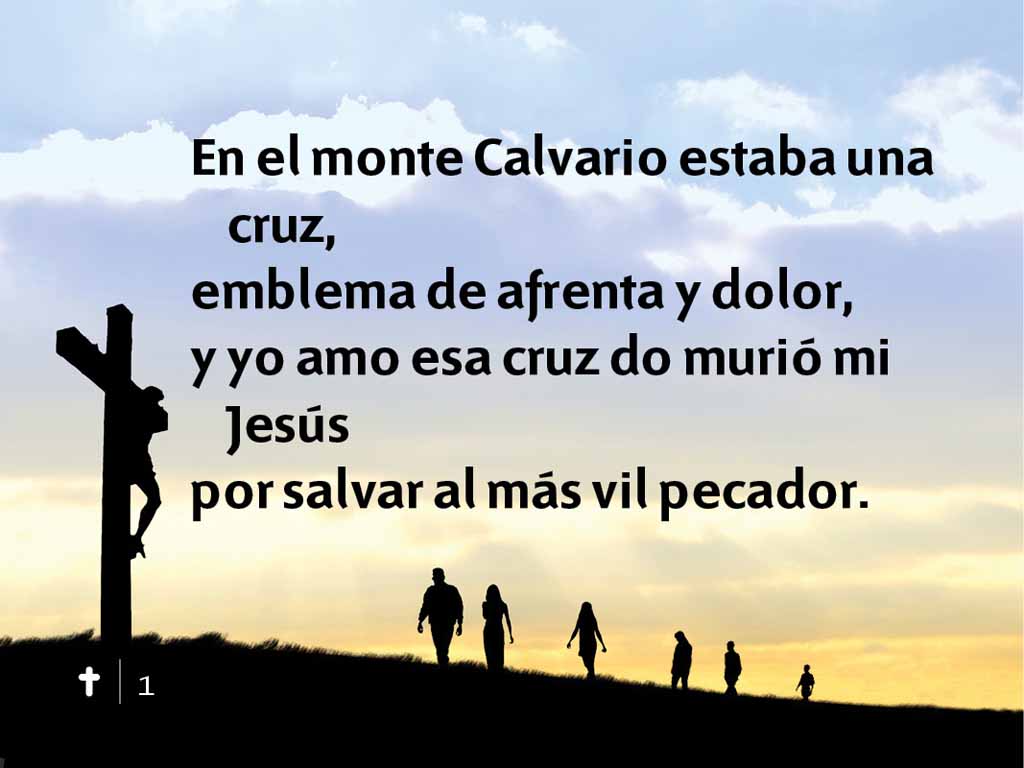 En el monte Calvario estaba una
cruz,
emblema de afrenta y dolor,
y yo amo esa cruz do murió mi
Jesús
por salvar al más vil pecador.
1